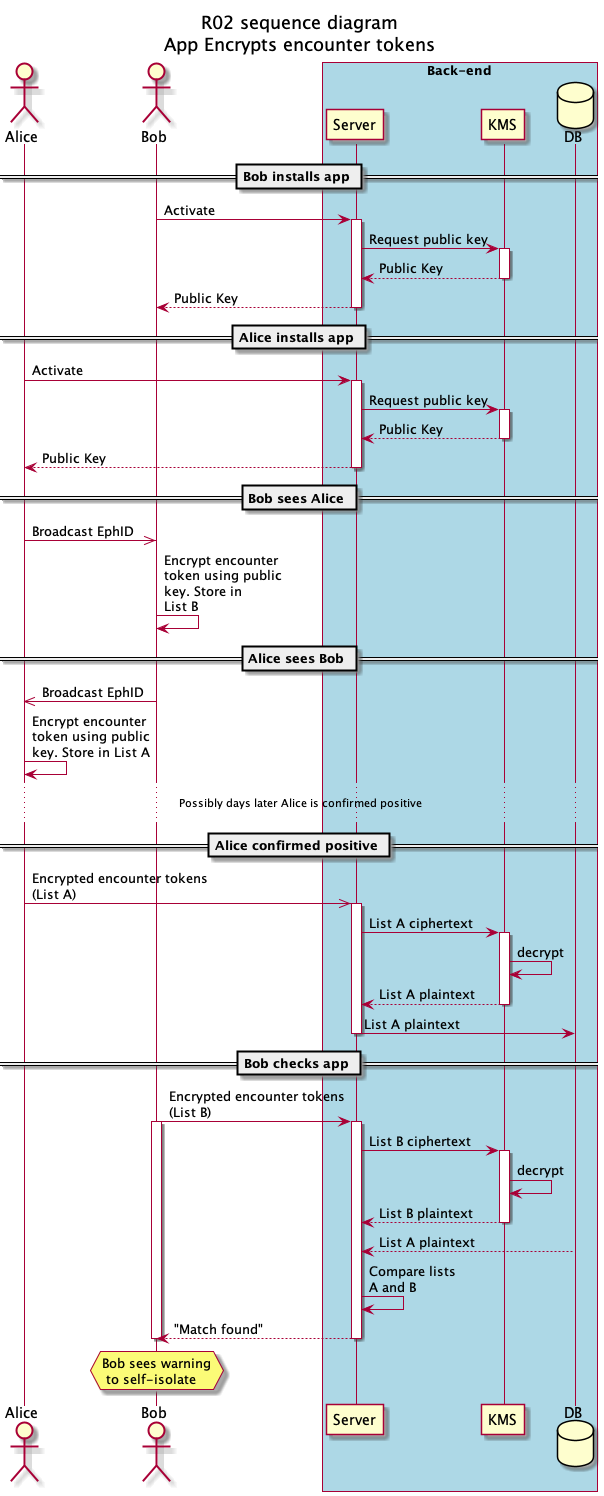 R02 sequence diagram
App Encrypts encounter tokens
Back-end
Alice
Bob
Server
KMS
DB
Bob installs app
Activate
Request public key
Public Key
Public Key
Alice installs app
Activate
Request public key
Public Key
Public Key
Bob sees Alice
Broadcast EphID
Encrypt encounter
token using public
key. Store in
List B
Alice sees Bob
Broadcast EphID
Encrypt encounter
token using public
key. Store in List A
Possibly days later Alice is confirmed positive
Alice confirmed positive
Encrypted encounter tokens
(List A)
List A ciphertext
decrypt
List A plaintext
List A plaintext
Bob checks app
Encrypted encounter tokens
(List B)
List B ciphertext
decrypt
List B plaintext
List A plaintext
Compare lists
A and B
"Match found"
Bob sees warning
to self-isolate
Alice
Bob
Server
KMS
DB